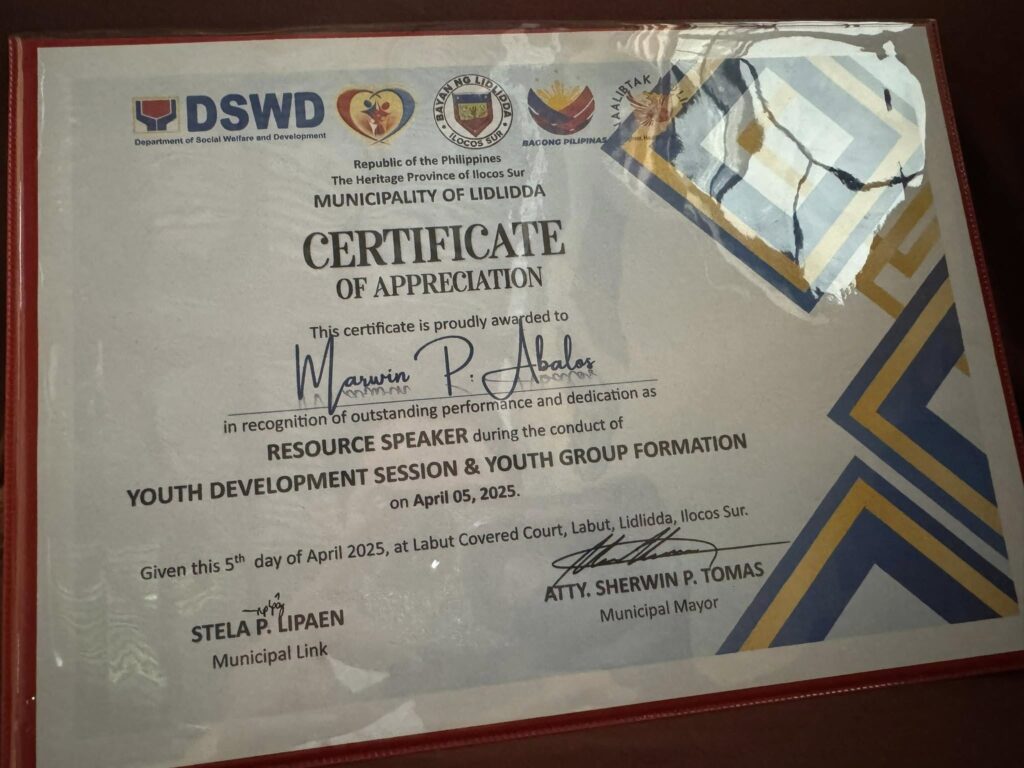 DSWD
Department of Social Welfare and Development
BAYAN NG LIDLIDDA
ILOCOS SUR
BAGONG PILIPINAS
Republic of the Philippines
The Heritage Province of Ilocos Sur
MUNICIPALITY OF LIDLIDDA
CERTIFICATE
OF APPRECIATION
This certificate is proudly awarded to
Marwin P. Abalos
in recognition of outstanding performance and dedication as
RESOURCE SPEAKER during the conduct of
YOUTH DEVELOPMENT SESSION & YOUTH GROUP FORMATION
on April 05, 2025.
Given this 5th day of April 2025, at Labut Covered Court, Labut, Lidlidda, Ilocos Sur.
STELA P. LIPAEN
Municipal Link
ATTY. SHERWIN P. TOMAS
Municipal Mayor